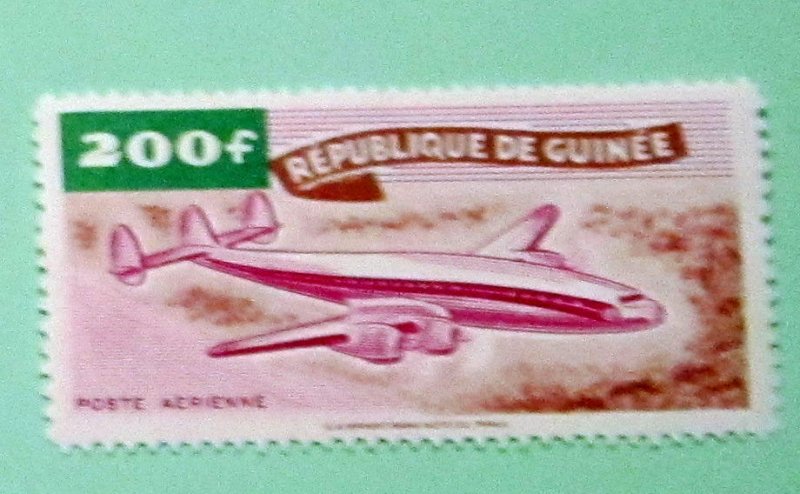 200f
RÉPUBLIQUE DE GUINÉE
POSTE AERIENNE